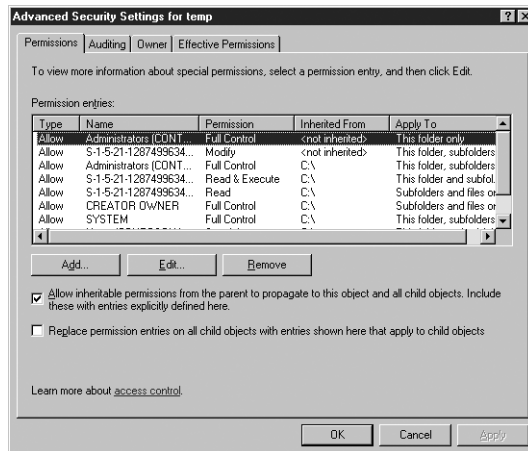 Advanced Security Settings for temp
Permissions Auditing Owner Effective Permissions
To view more information about special permissions, select a permission entry, and then click Edit.
Permission entries:
Type Name Permission Inherited From Apply To
Allow Administrators (CONT... Full Control <not inherited> This folder only
Allow S-1-5-21-1287499634... Modify <not inherited> This folder, subfolders
Allow Administrators (CONT... Full Control C:\ This folder, subfolders
Allow S-1-5-21-1287499634... Read & Execute C:\ This folder and subfol...
Allow S-1-5-21-1287499634... Read C:\ Subfolders and files on
Allow CREATOR OWNER Full Control C:\ Subfolders and files on
Allow SYSTEM Full Control C:\ This folder, subfolders
Add... Edit... Remove
Allow inheritable permissions from the parent to propagate to this object and all child objects. Include
these with entries explicitly defined here.
Replace permission entries on all child objects with entries shown here that apply to child objects
Learn more about access control.
OK Cancel Apply